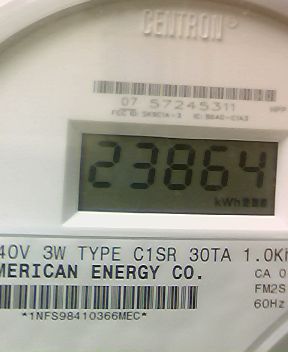 CENTRON®
07 57245311
23864
kWh
40V 3W TYPE C1SR 30TA 1.0K
MERICAN ENERGY CO.
CA 0
FM2S
60Hz
*1NFS98410366MEC*